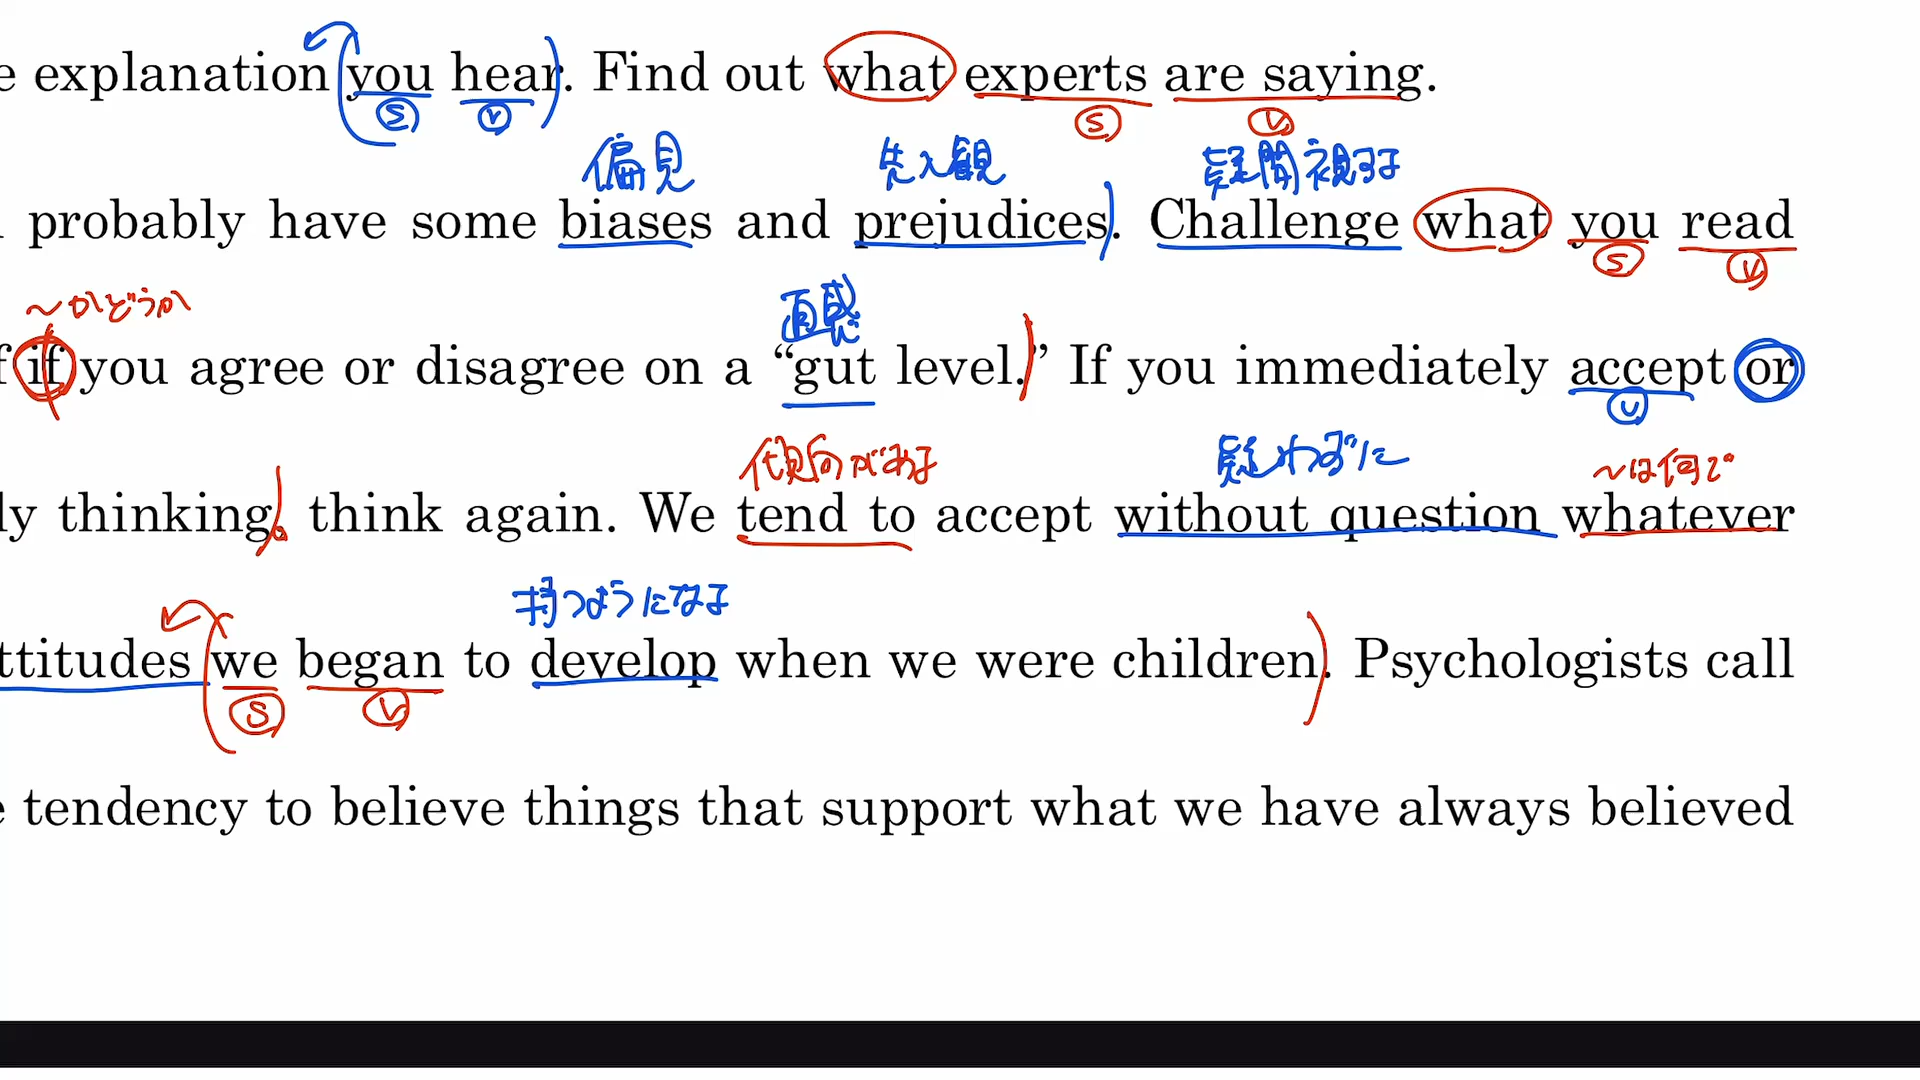 e explanation you hear. Find out what experts are saying.
S V S V
偏見 先入観 疑問視する
probably have some biases and prejudices. Challenge what you read
S V
～かどうか 直感
f if you agree or disagree on a “gut level.” If you immediately accept or
V
傾向がある 疑わずに ～は何で
ly thinking. think again. We tend to accept without question whatever
持つようになる
ttitudes we began to develop when we were children. Psychologists call
S V
e tendency to believe things that support what we have always believed